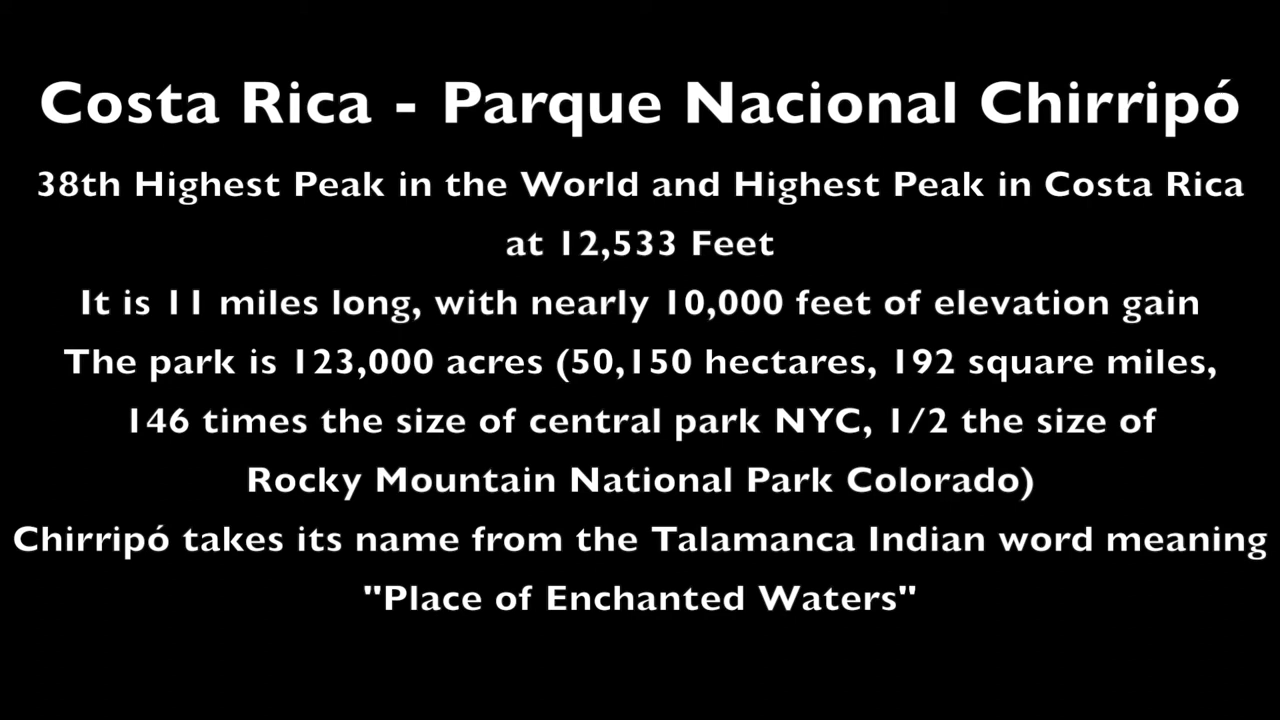 Costa Rica - Parque Nacional Chirripó
38th Highest Peak in the World and Highest Peak in Costa Rica
at 12,533 Feet
It is 11 miles long, with nearly 10,000 feet of elevation gain
The park is 123,000 acres (50,150 hectares, 192 square miles,
146 times the size of central park NYC, 1/2 the size of
Rocky Mountain National Park Colorado)
Chirripó takes its name from the Talamanca Indian word meaning
"Place of Enchanted Waters"